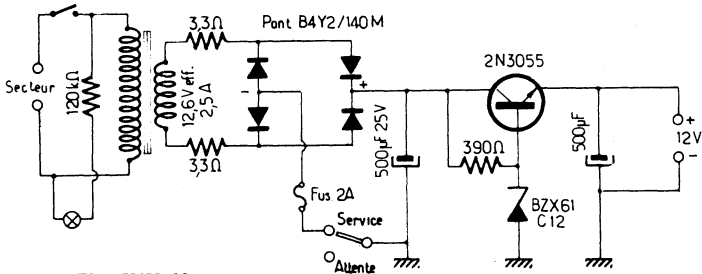 Secteur
120kΩ
3,3Ω
12,6V eff.
2,5A
3,3Ω
Pont B4Y2/140M
-
+
Fus. 2A
Service
Attente
500µF 25V
2N3055
390Ω
BZX61
C12
500µF
+
12V
-